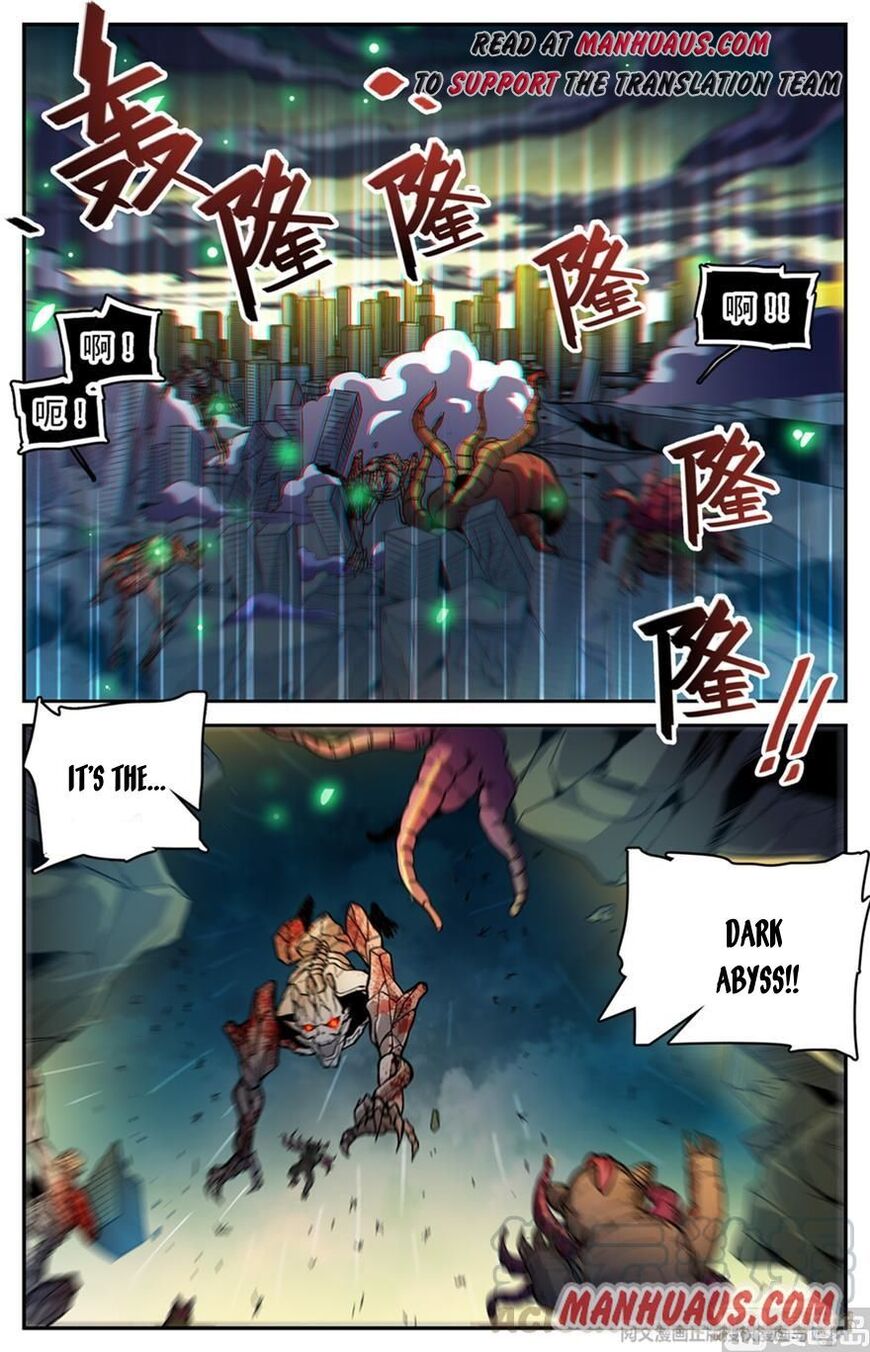 READ AT MANHUAUS.COM
TO SUPPORT THE TRANSLATION TEAM
轰
隆
隆
隆
啊!
呃!
啊!!
隆
隆!!
IT'S THE...
DARK
ABYSS!!
MANHUAUS.COM